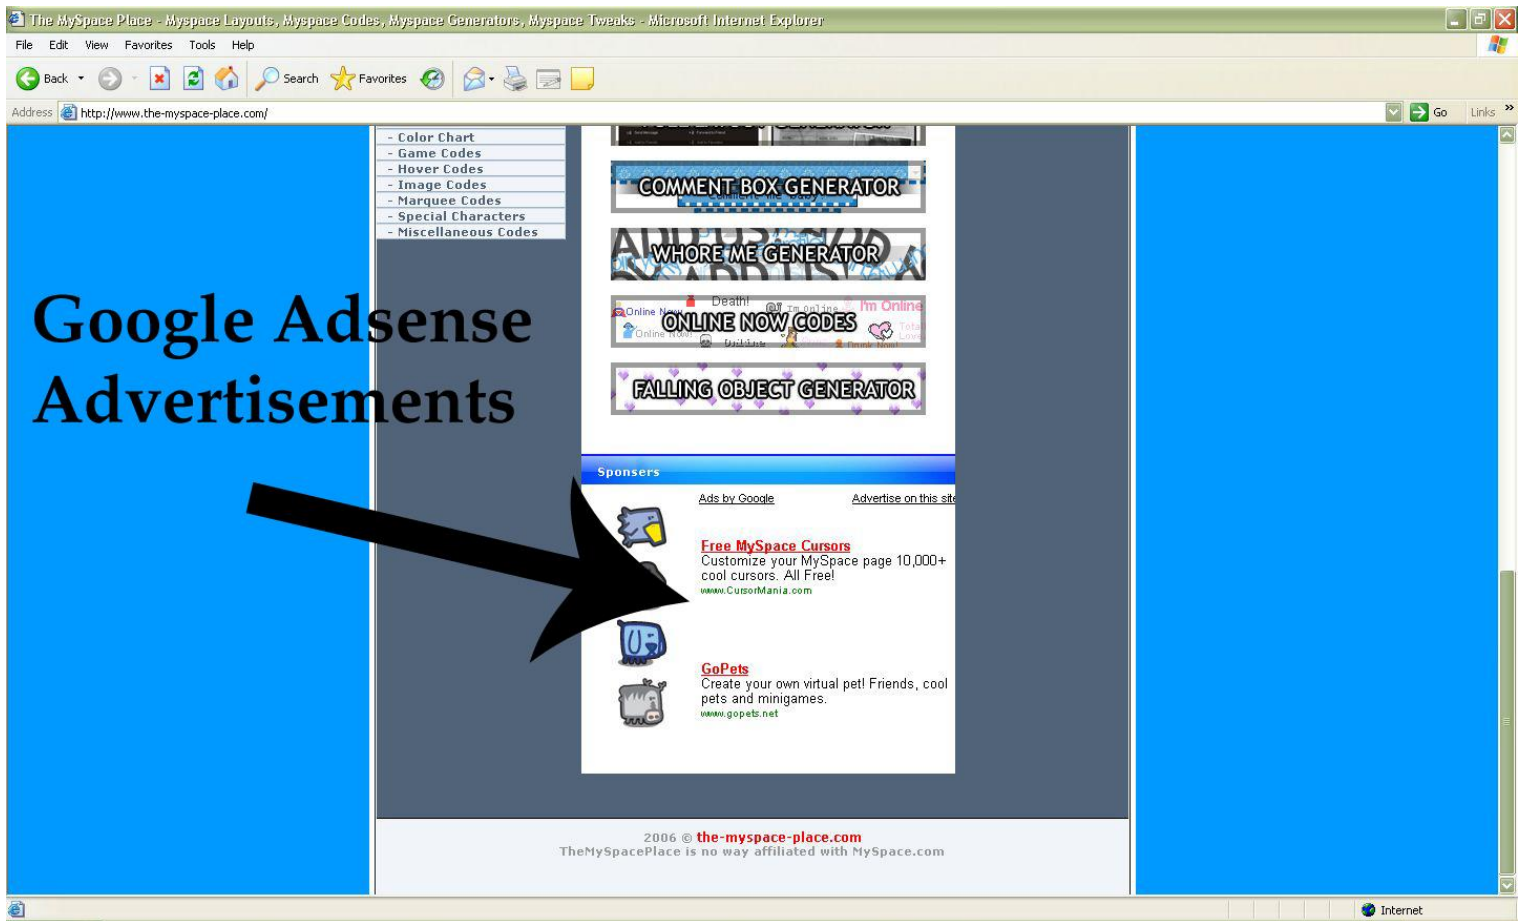 The MySpace Place - Myspace Layouts, Myspace Codes, Myspace Generators, Myspace Tweaks - Microsoft Internet Explorer
File Edit View Favorites Tools Help
Back Search Favorites
Address http://www.the-myspace-place.com/ Go Links »
- Color Chart
- Game Codes
- Hover Codes
- Image Codes
- Marquee Codes
- Special Characters
- Miscellaneous Codes
COMMENT BOX GENERATOR
WHORE ME GENERATOR
Death!
I'm Online
Online Now
ONLINE NOW CODES
FALLING OBJECT GENERATOR
Google Adsense
Advertisements
Sponsers
Ads by Google Advertise on this site
Free MySpace Cursors
Customize your MySpace page 10,000+
cool cursors. All Free!
www.CursorMania.com
GoPets
Create your own virtual pet! Friends, cool
pets and minigames.
www.gopets.net
2006 © the-myspace-place.com
TheMySpacePlace is no way affiliated with MySpace.com
Internet